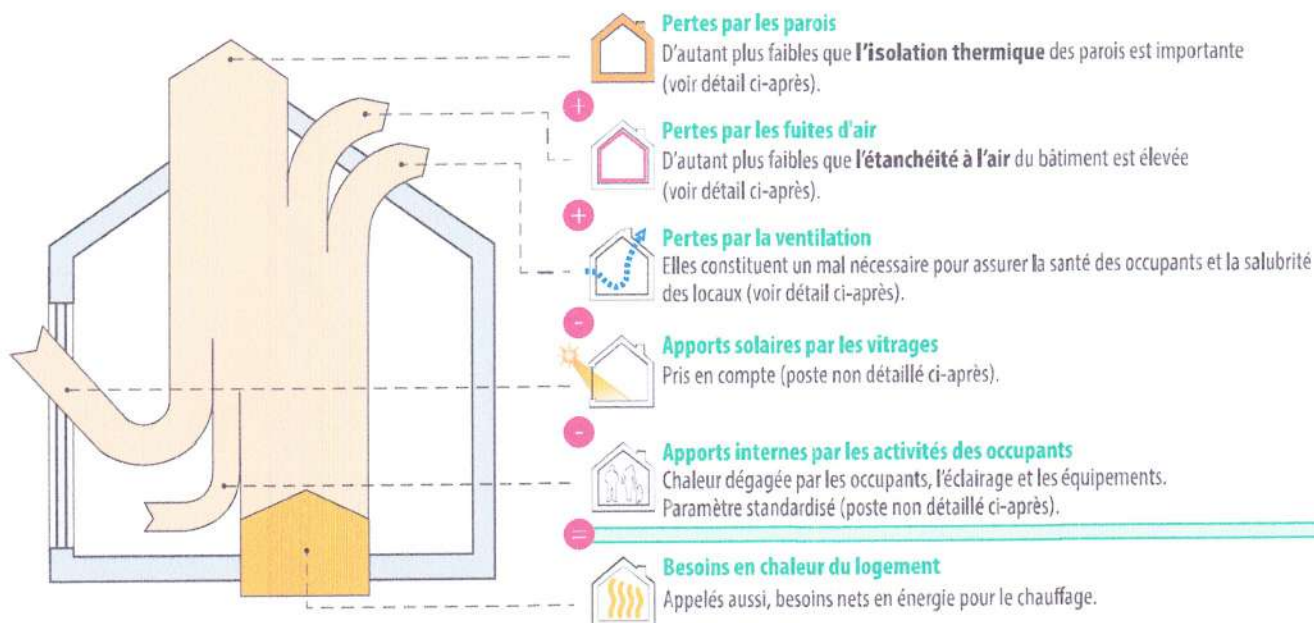 Pertes par les parois
D'autant plus faibles que l'isolation thermique des parois est importante
(voir détail ci-après).
+
Pertes par les fuites d'air
D'autant plus faibles que l'étanchéité à l'air du bâtiment est élevée
(voir détail ci-après).
+
Pertes par la ventilation
Elles constituent un mal nécessaire pour assurer la santé des occupants et la salubrité
des locaux (voir détail ci-après).
-
Apports solaires par les vitrages
Pris en compte (poste non détaillé ci-après).
-
Apports internes par les activités des occupants
Chaleur dégagée par les occupants, l'éclairage et les équipements.
Paramètre standardisé (poste non détaillé ci-après).
=
Besoins en chaleur du logement
Appelés aussi, besoins nets en énergie pour le chauffage.